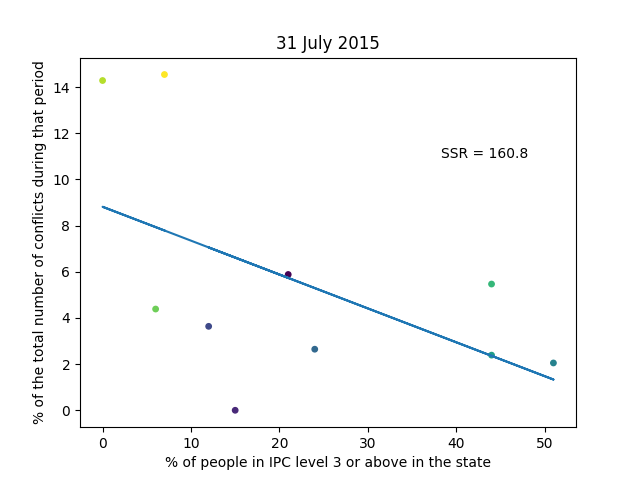 31 July 2015
% of the total number of conflicts during that period
14
12
10
8
6
4
2
0
SSR = 160.8
0 10 20 30 40 50
% of people in IPC level 3 or above in the state